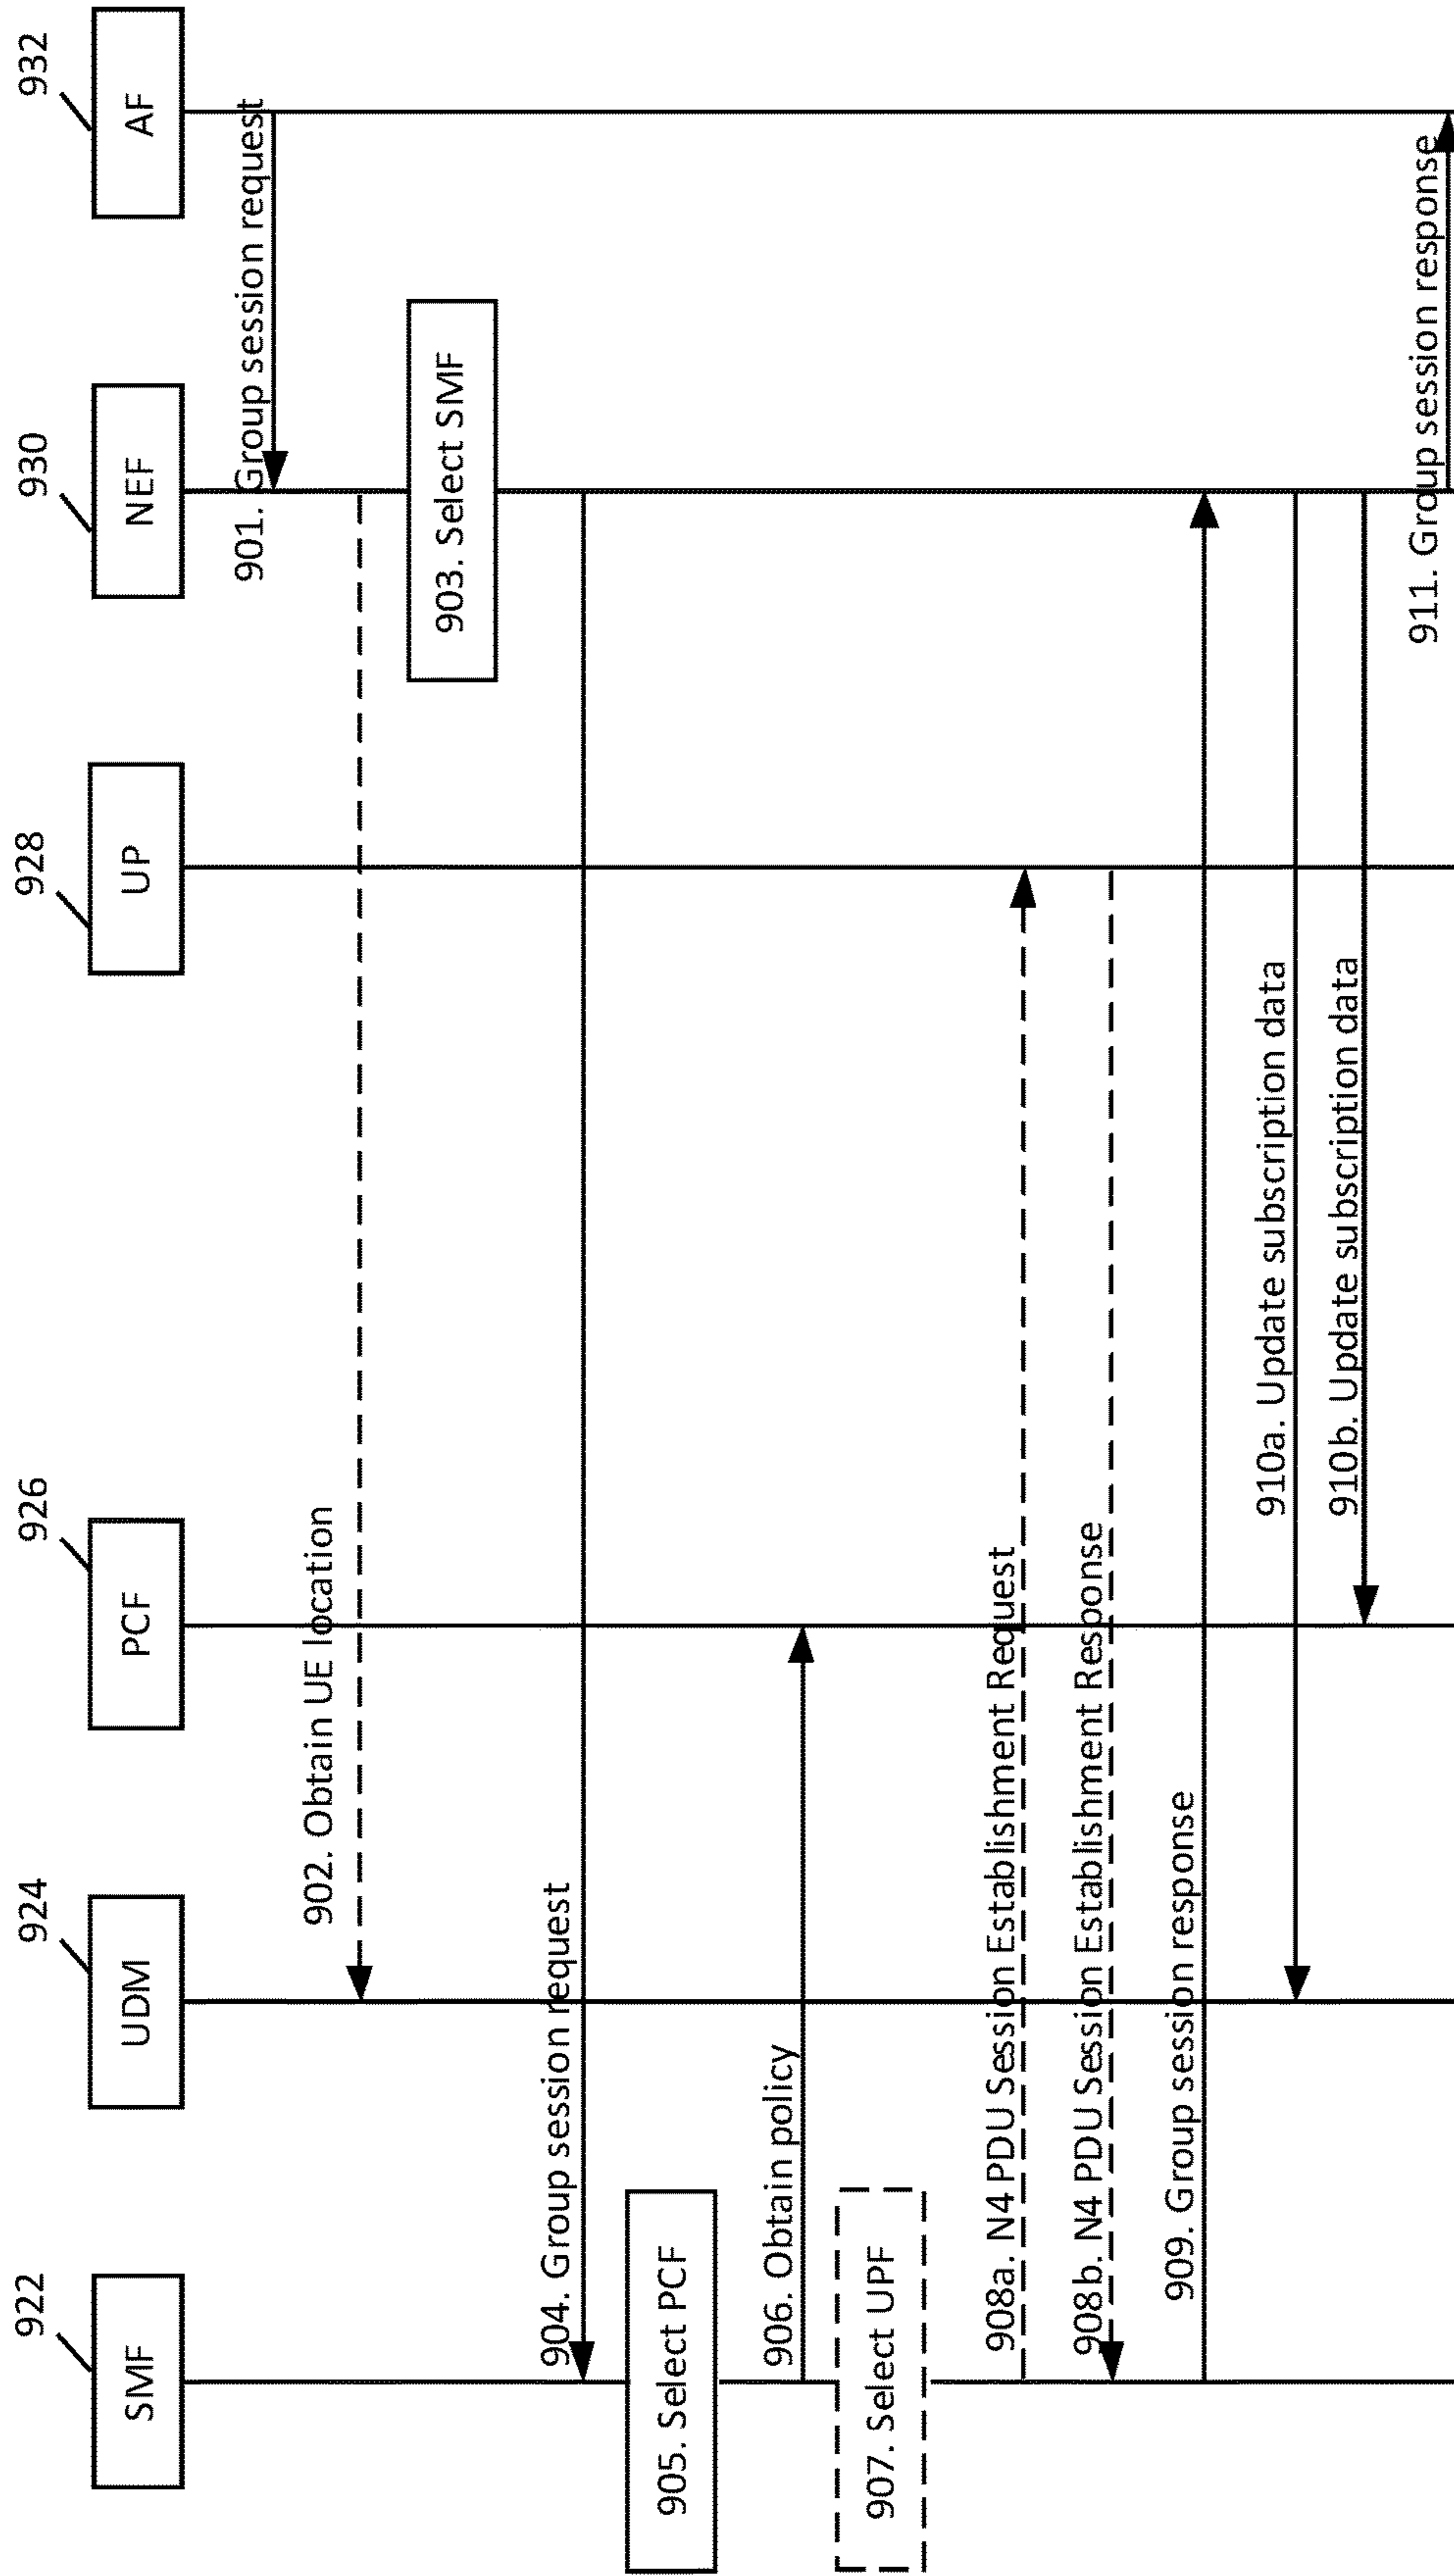 922
924
926
928
930
932
SMF
UDM
PCF
UP
NEF
AF
901. Group session request
902. Obtain UE location
903. Select SMF
904. Group session request
905. Select PCF
906. Obtain policy
907. Select UPF
908a. N4 PDU Session Establishment Request
908b. N4 PDU Session Establishment Response
909. Group session response
910a. Update subscription data
910b. Update subscription data
911. Group session response